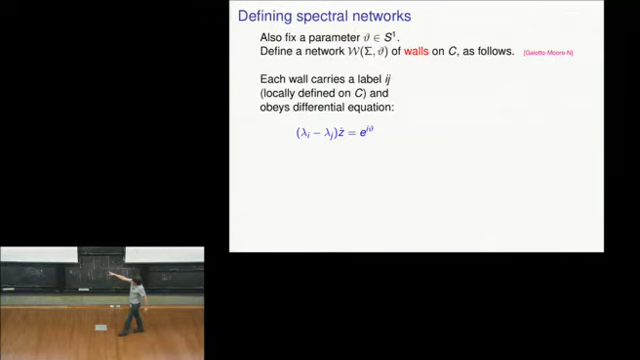 Defining spectral networks
Also fix a parameter ϑ ∈ S¹.
Define a network 𝒲(Σ, ϑ) of walls on C, as follows. [Gaiotto-Moore-N]
Each wall carries a label ij
(locally defined on C) and
obeys differential equation:
(λᵢ − λⱼ)ż = e^{iϑ}